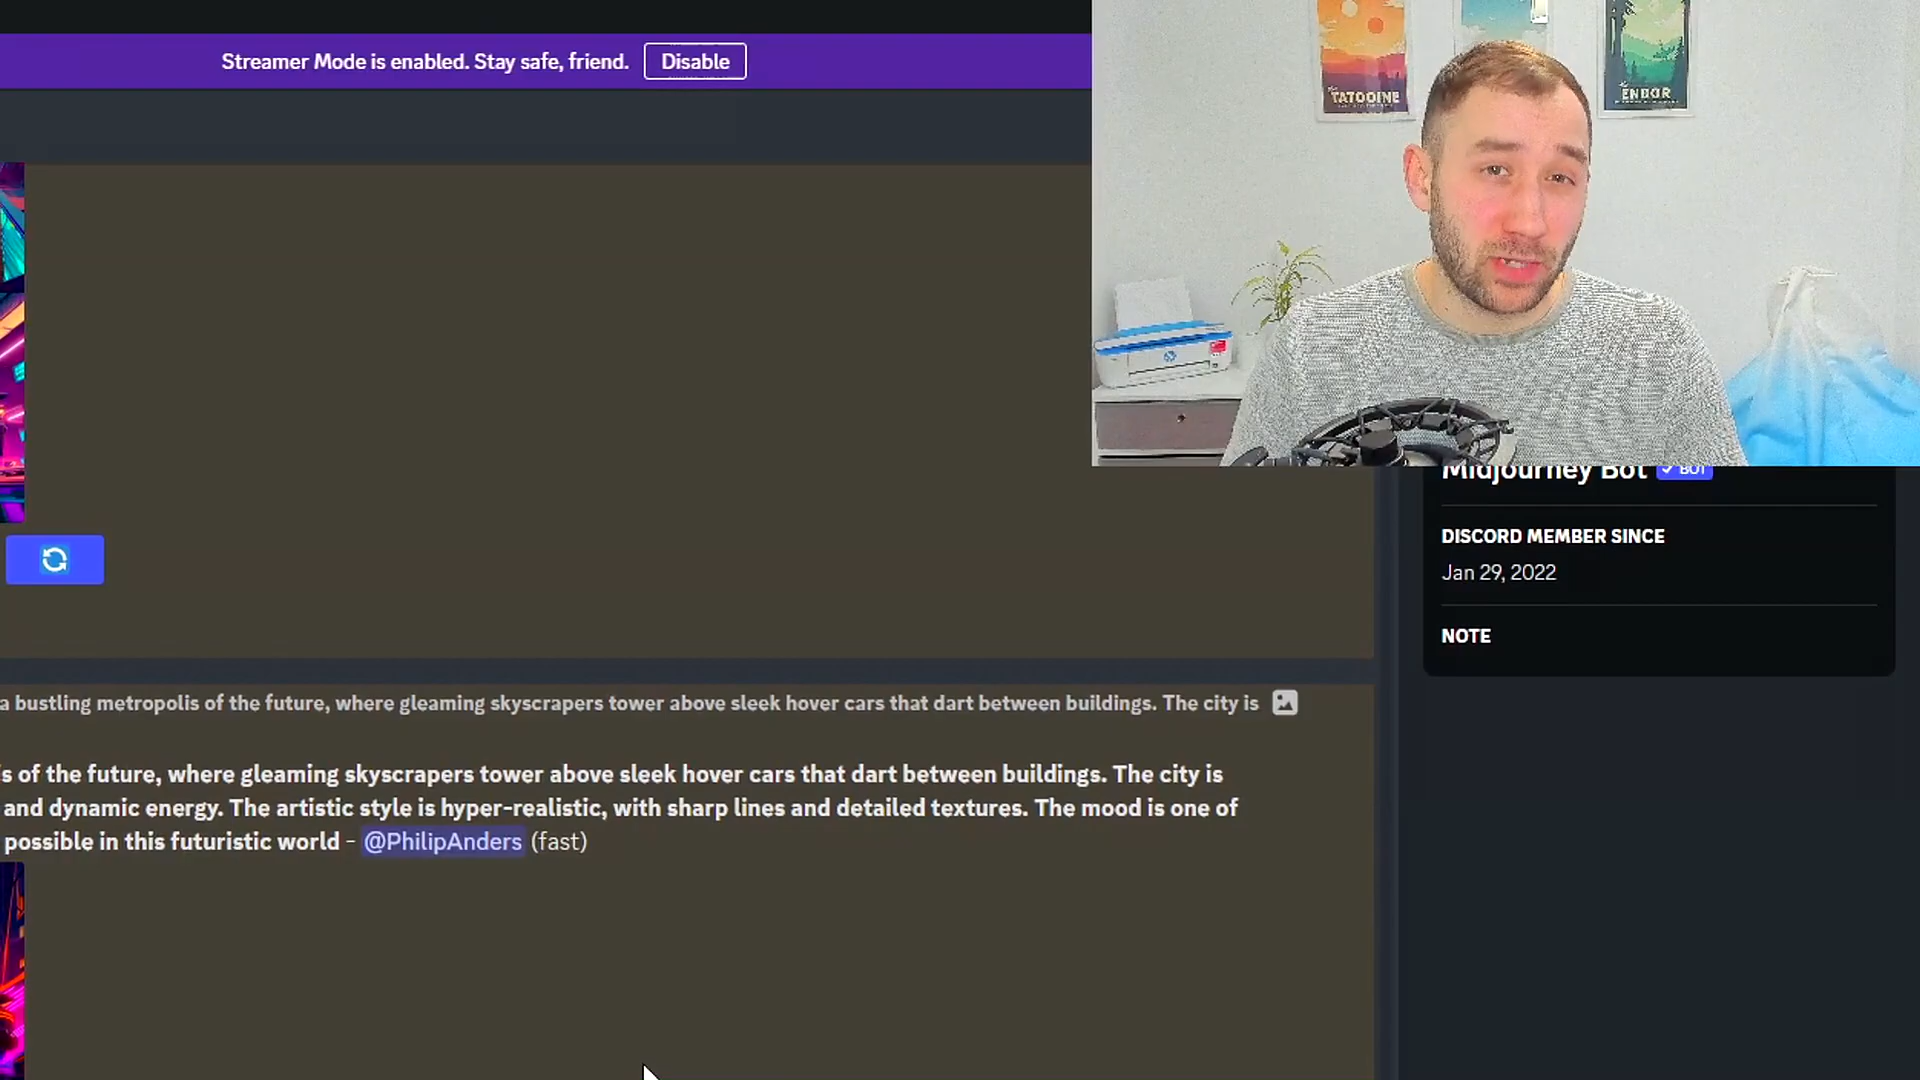 Streamer Mode is enabled. Stay safe, friend. Disable
TATOOINE
ENDOR
Midjourney Bot ✓ BOT
DISCORD MEMBER SINCE
Jan 29, 2022
NOTE
a bustling metropolis of the future, where gleaming skyscrapers tower above sleek hover cars that dart between buildings. The city is
s of the future, where gleaming skyscrapers tower above sleek hover cars that dart between buildings. The city is
and dynamic energy. The artistic style is hyper-realistic, with sharp lines and detailed textures. The mood is one of
possible in this futuristic world - @PhilipAnders (fast)